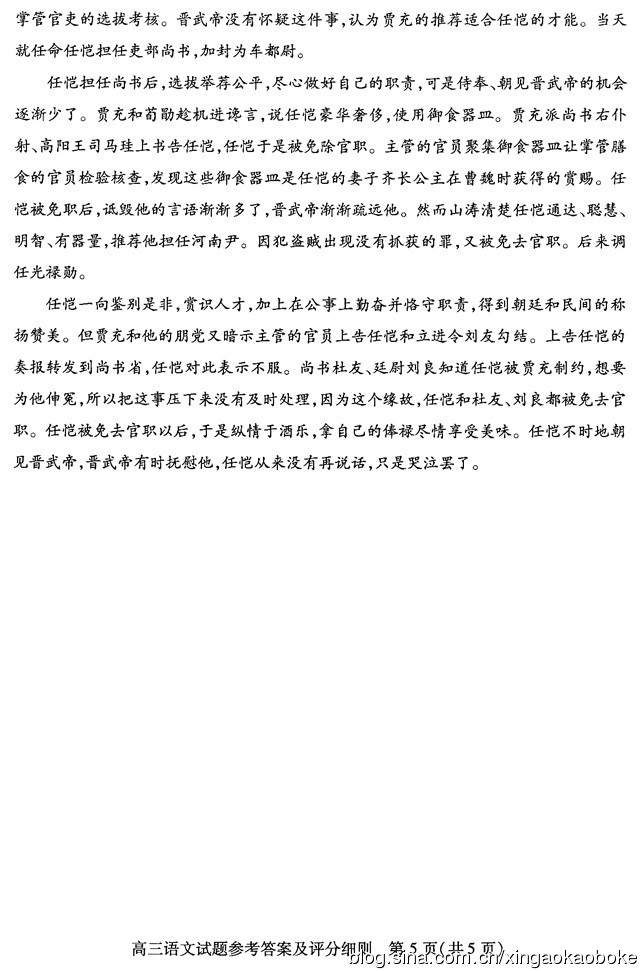 掌管官吏的选拔考核。晋武帝没有怀疑这件事,认为贾充的推荐适合任恺的才能。当天
就任命任恺担任吏部尚书,加封为车都尉。
任恺担任尚书后,选拔举荐公平,尽心做好自己的职责,可是侍奉、朝见晋武帝的机会
逐渐少了。贾充和荀勖趁机进谗言,说任恺豪华奢侈,使用御食器皿。贾充派尚书右仆
射、高阳王司马珪上书告任恺,任恺于是被免除官职。主管的官员聚集御食器皿让掌管膳
食的官员检验核查,发现这些御食器皿是任恺的妻子齐长公主在曹魏时获得的赏赐。任
恺被免职后,诋毁他的言语渐渐多了,晋武帝渐渐疏远他。然而山涛清楚任恺通达、聪慧、
明智、有器量,推荐他担任河南尹。因犯盗贼出现没有抓获的罪,又被免去官职。后来调
任光禄勋。
任恺一向鉴别是非,赏识人才,加上在公事上勤奋并恪守职责,得到朝廷和民间的称
扬赞美。但贾充和他的朋党又暗示主管的官员上告任恺和立进令刘友勾结。上告任恺的
奏报转发到尚书省,任恺对此表示不服。尚书杜友、廷尉刘良知道任恺被贾充制约,想要
为他伸冤,所以把这事压下来没有及时处理,因为这个缘故,任恺和杜友、刘良都被免去官
职。任恺被免去官职以后,于是纵情于酒乐,拿自己的俸禄尽情享受美味。任恺不时地朝
见晋武帝,晋武帝有时抚慰他,任恺从来没有再说话,只是哭泣罢了。
高三语文试题参考答案及评分细则 第5页(共5页)
blog.sina.com.cn/xingaokaoboke